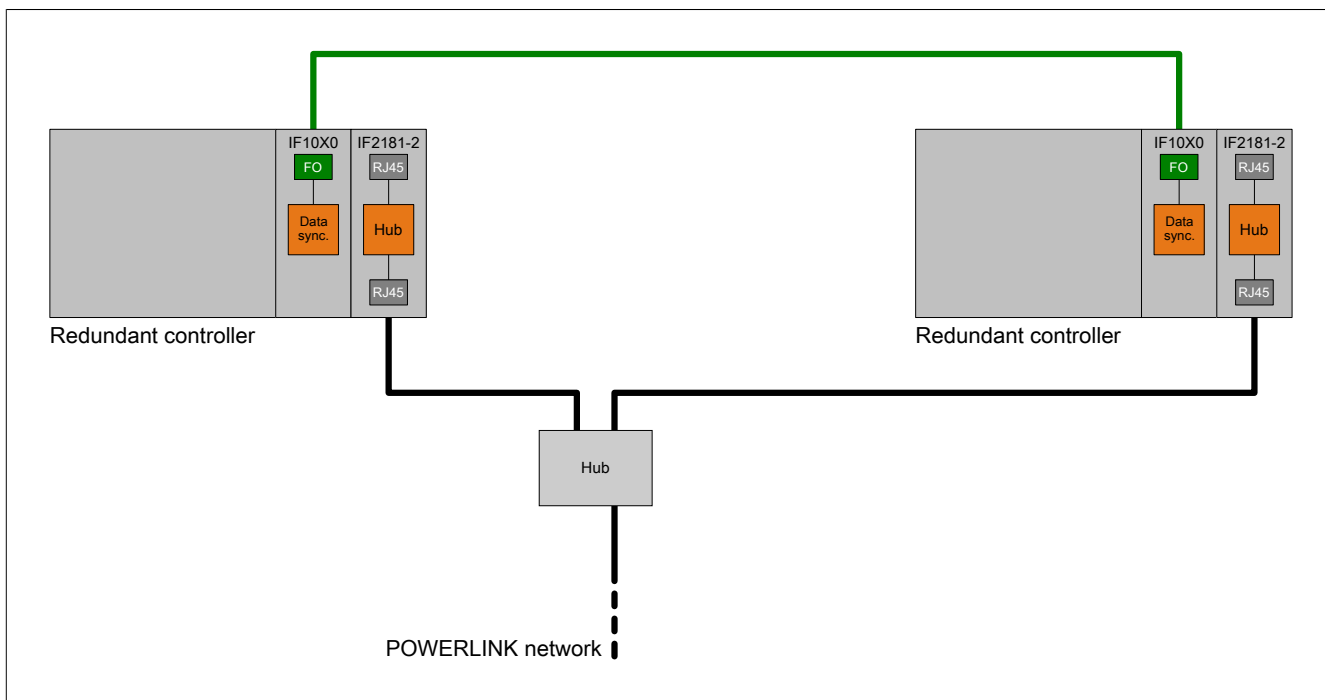 IF10X0 IF2181-2
FO RJ45
Data
sync.
Hub
RJ45
Redundant controller
IF10X0 IF2181-2
FO RJ45
Data
sync.
Hub
RJ45
Redundant controller
Hub
POWERLINK network